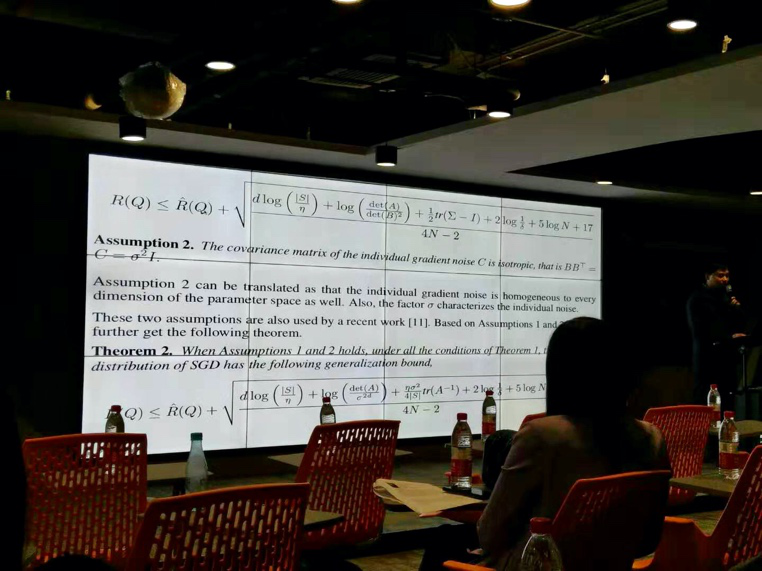 R(Q) ≤ R̂(Q) + √( (d log(|S|/η) + log(det(A)/det(B)²) + ½tr(Σ − I) + 2 log 1/δ + 5 log N + 17) / (4N − 2) )
Assumption 2. The covariance matrix of the individual gradient noise C is isotropic, that is BB⊤ =
C = σ²I.
Assumption 2 can be translated as that the individual gradient noise is homogeneous to every
dimension of the parameter space as well. Also, the factor σ characterizes the individual noise.
These two assumptions are also used by a recent work [11]. Based on Assumptions 1 and
further get the following theorem.
Theorem 2. When Assumptions 1 and 2 holds, under all the conditions of Theorem 1,
distribution of SGD has the following generalization bound,
Q) ≤ R̂(Q) + √( (d log(|S|/η) + log(det(A)/σ²ᵈ) + ησ²/4|S| tr(A⁻¹) + 2 log 1/δ + 5 log N / (4N − 2)